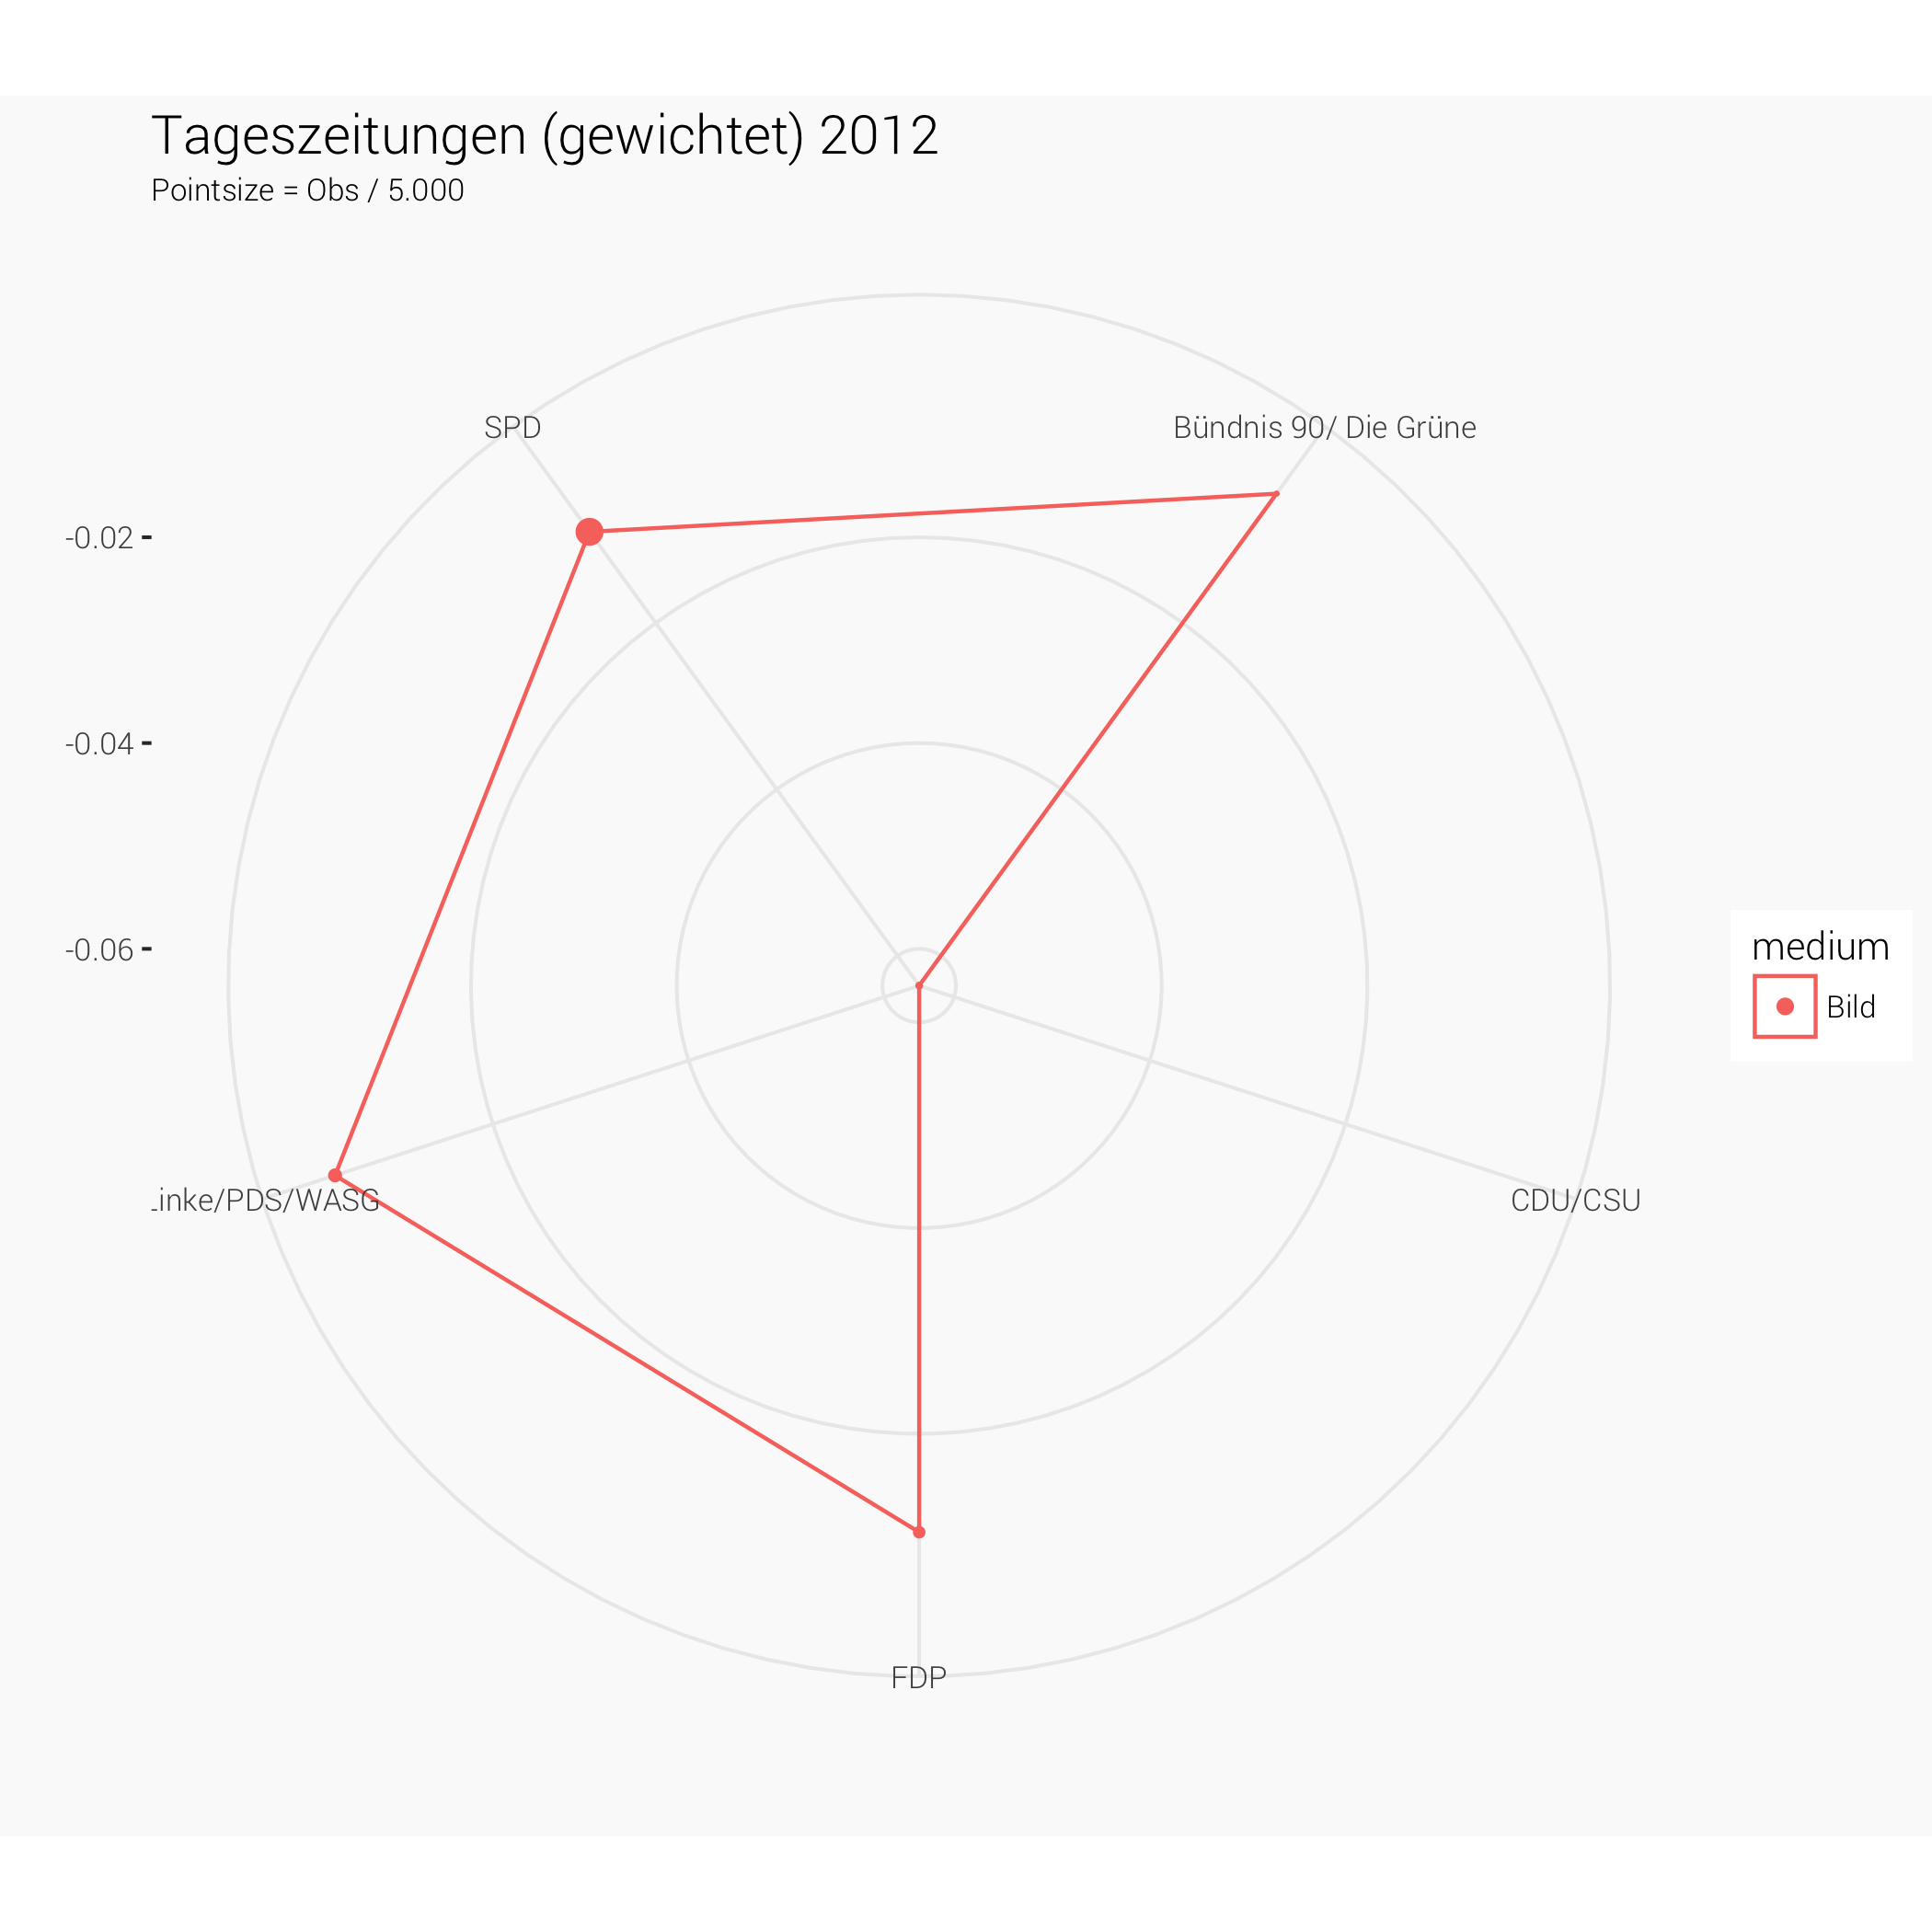 Tageszeitungen (gewichtet) 2012
Pointsize = Obs / 5.000
SPD
Bündnis 90/ Die Grüne
-0.02
-0.04
-0.06
medium
Bild
inke/PDS/WASG
CDU/CSU
FDP